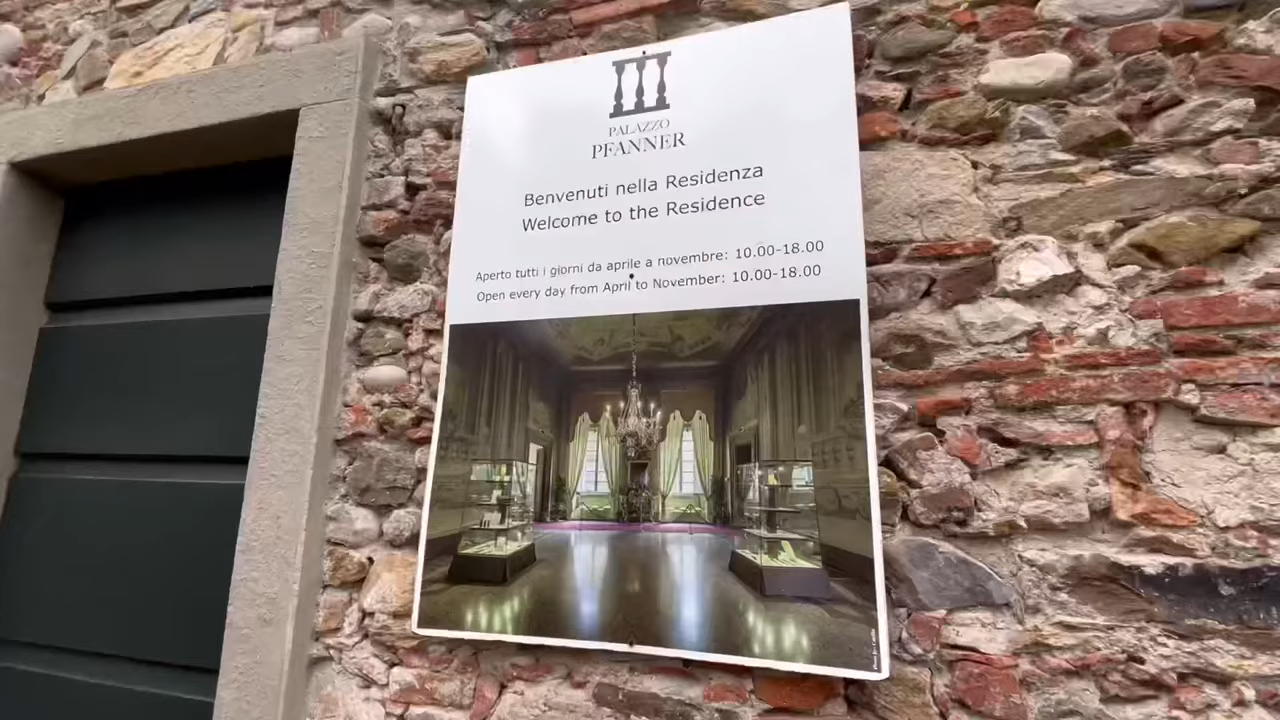 PALAZZO
PFANNER
Benvenuti nella Residenza
Welcome to the Residence
Aperto tutti i giorni da aprile a novembre: 10.00-18.00
Open every day from April to November: 10.00-18.00